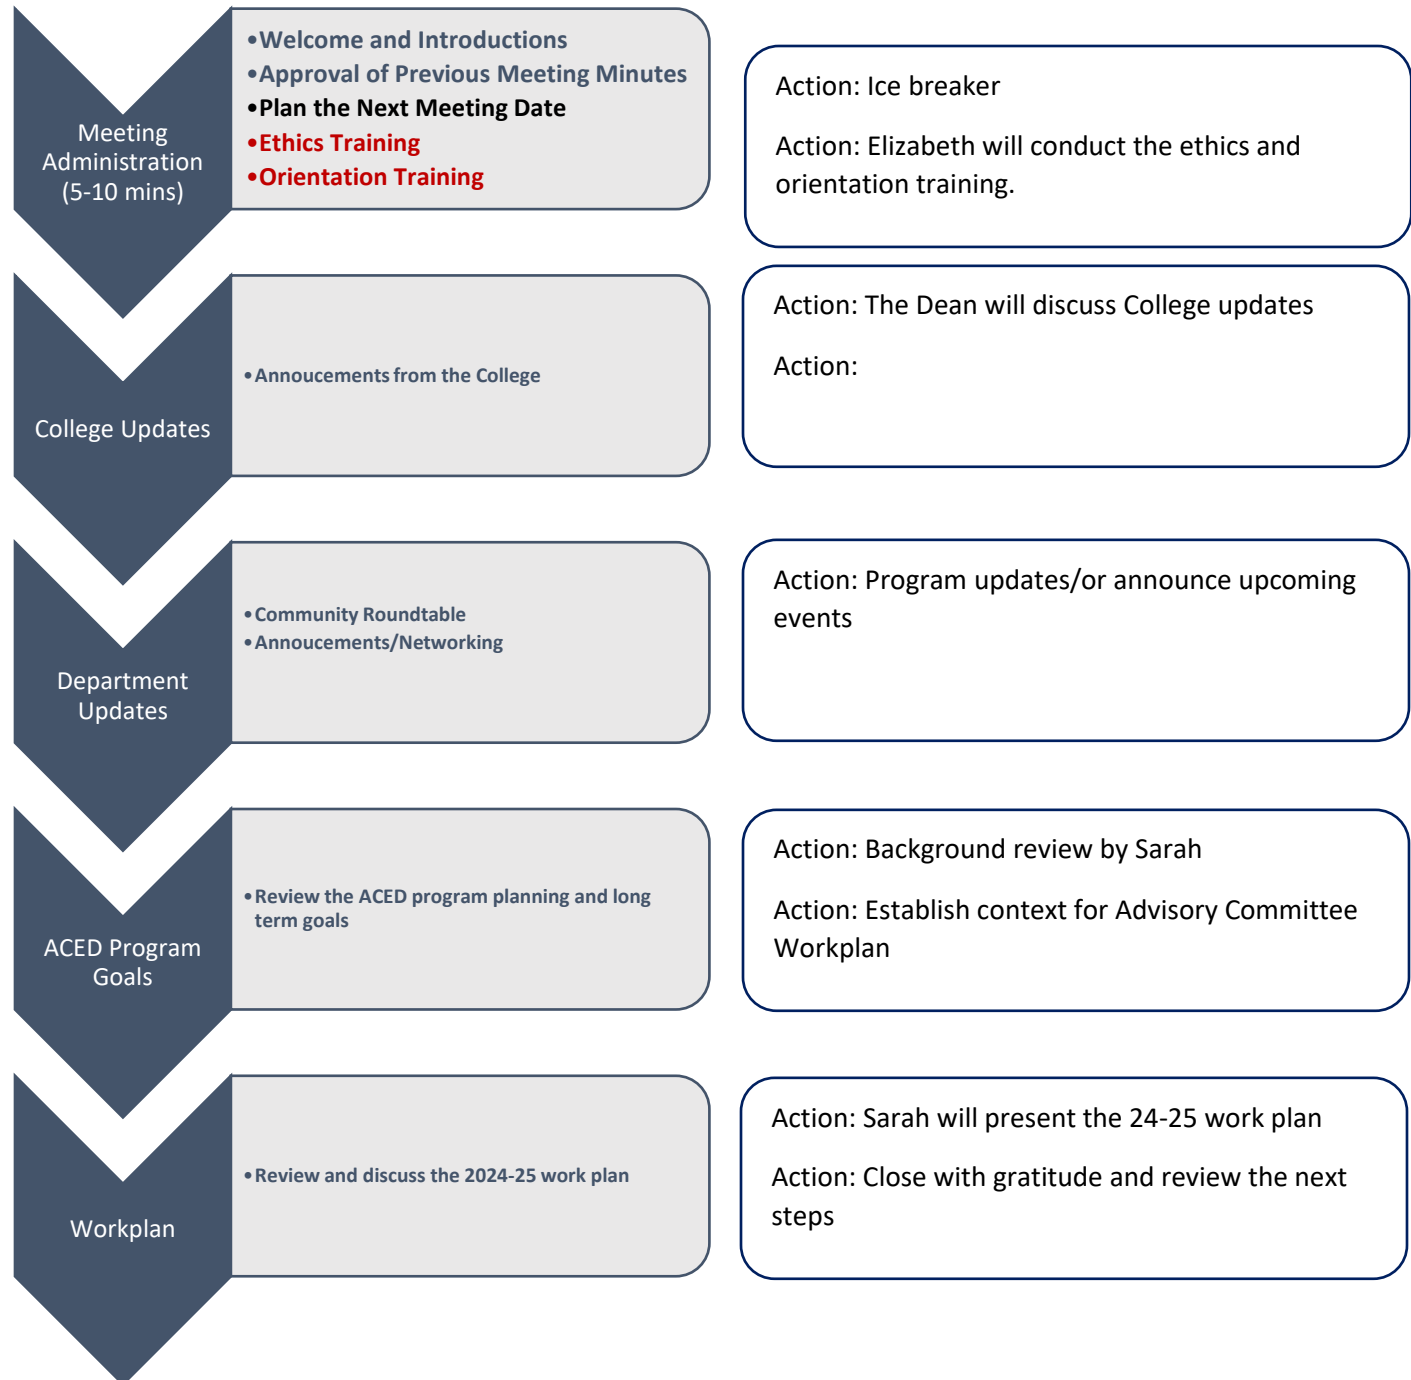 Meeting
Administration
(5-10 mins)
•Welcome and Introductions
•Approval of Previous Meeting Minutes
•Plan the Next Meeting Date
•Ethics Training
•Orientation Training
Action: Ice breaker
Action: Elizabeth will conduct the ethics and
orientation training.
College Updates
•Annoucements from the College
Action: The Dean will discuss College updates
Action:
Department
Updates
•Community Roundtable
•Annoucements/Networking
Action: Program updates/or announce upcoming
events
ACED Program
Goals
•Review the ACED program planning and long
term goals
Action: Background review by Sarah
Action: Establish context for Advisory Committee
Workplan
Workplan
•Review and discuss the 2024-25 work plan
Action: Sarah will present the 24-25 work plan
Action: Close with gratitude and review the next
steps